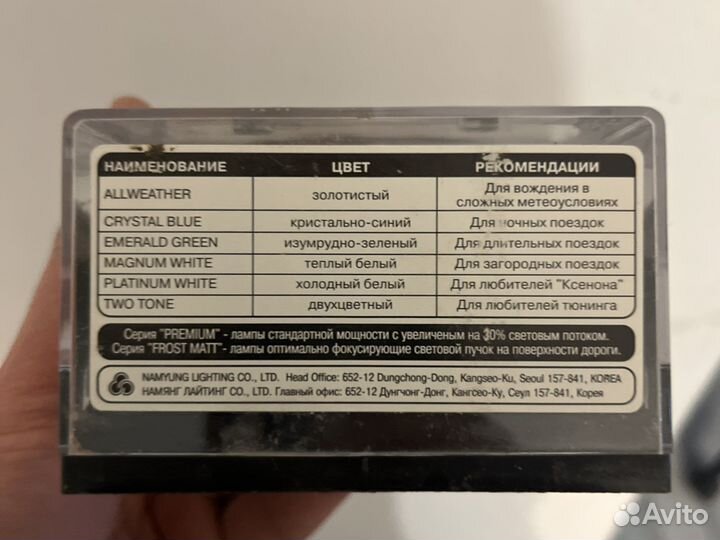 НАИМЕНОВАНИЕ ЦВЕТ РЕКОМЕНДАЦИИ
ALLWEATHER золотистый Для вождения в
сложных метеоусловиях
CRYSTAL BLUE кристально-синий Для ночных поездок
EMERALD GREEN изумрудно-зеленый Для длительных поездок
MAGNUM WHITE теплый белый Для загородных поездок
PLATINUM WHITE холодный белый Для любителей "Ксенона"
TWO TONE двухцветный Для любителей тюнинга
Серия "PREMIUM" - лампы стандартной мощности с увеличеным на 30% световым потоком.
Серия "FROST MATT" - лампы оптимально фокусирующие световой пучок на поверхности дороги.
NAMYUNG LIGHTING CO., LTD. Head Office: 652-12 Dungchong-Dong, Kangseo-Ku, Seoul 157-841, KOREA
НАМЯНГ ЛАЙТИНГ CO., LTD. Главный офис: 652-12 Дунгчонг-Донг, Кангсео-Ку, Сеул 157-841, Корея
Avito